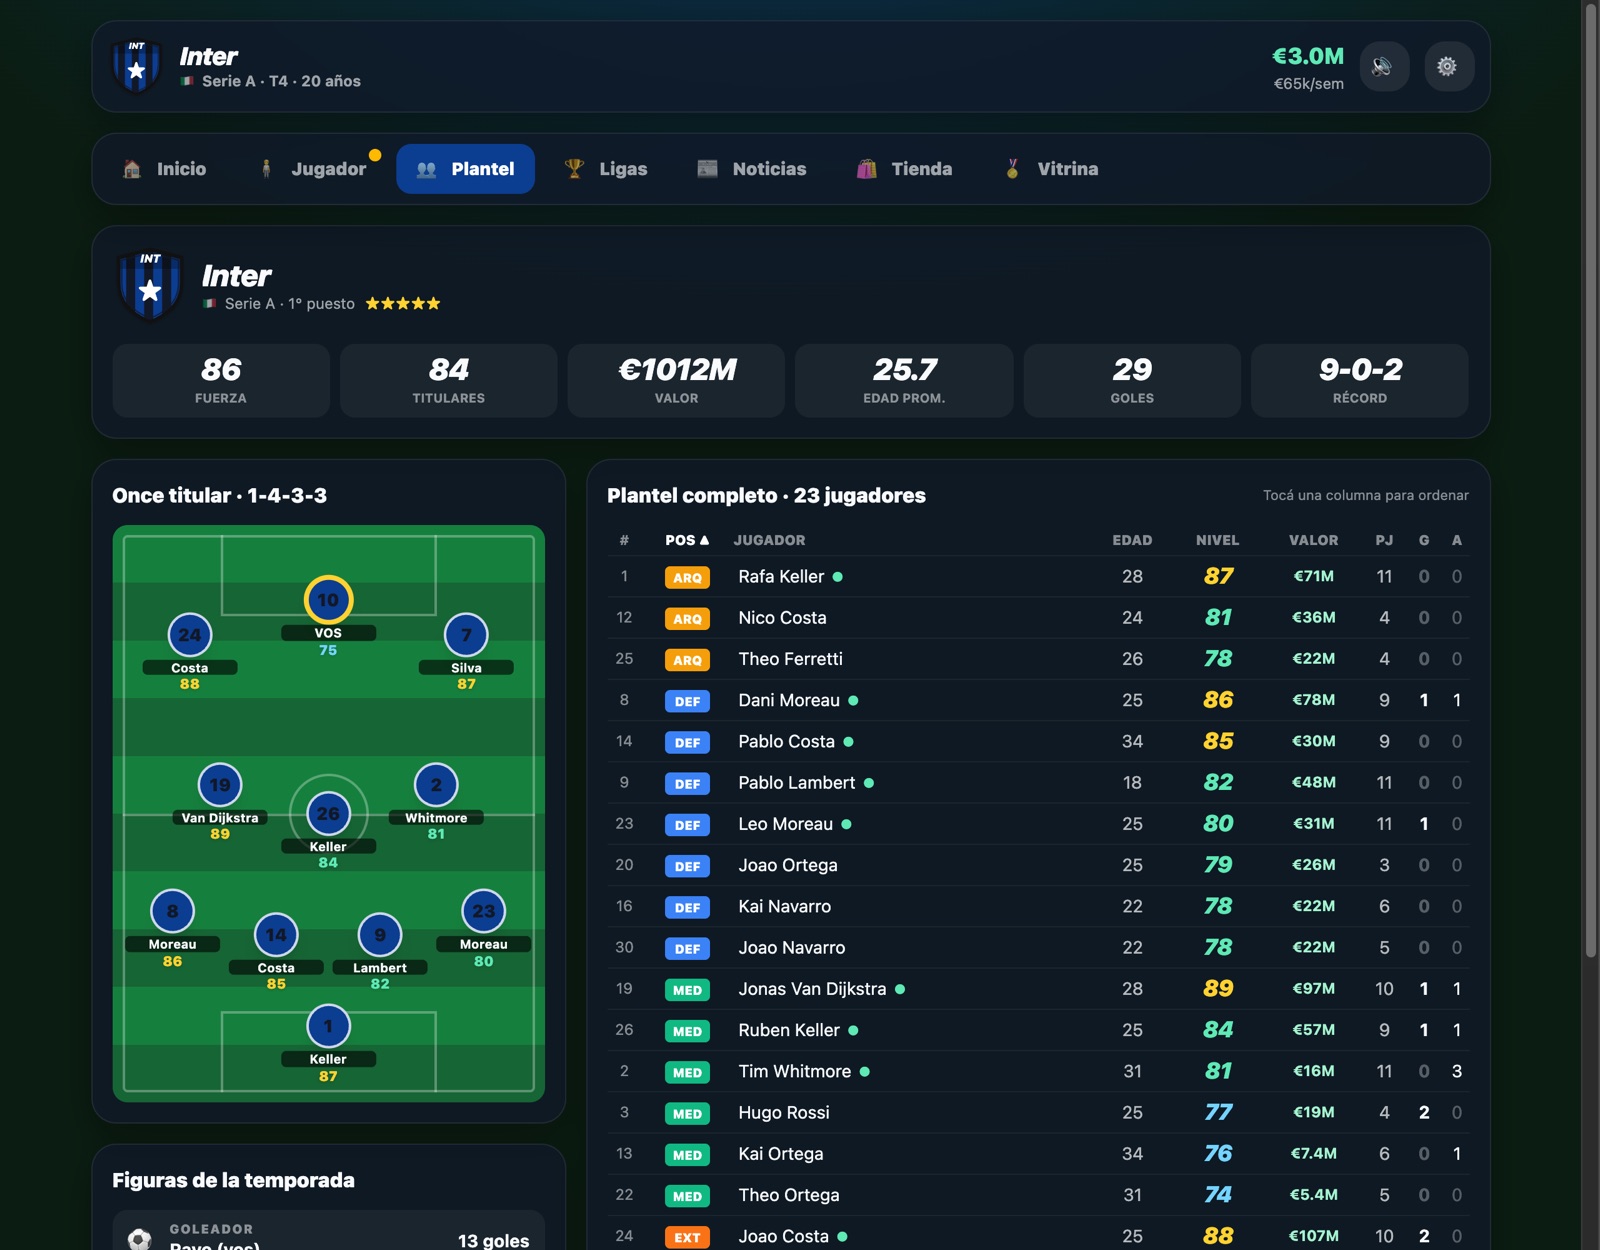 INT
Inter
Serie A · T4 · 20 años
€3.0M
€65k/sem
Inicio
Jugador
Plantel
Ligas
Noticias
Tienda
Vitrina
INT
Inter
Serie A · 1º puesto
86
FUERZA
84
TITULARES
€1012M
VALOR
25.7
EDAD PROM.
29
GOLES
9-0-2
RÉCORD
Once titular · 1-4-3-3
10
VOS
75
24
Costa
88
7
Silva
87
19
Van Dijkstra
89
26
Keller
84
2
Whitmore
81
8
Moreau
86
14
Costa
85
9
Lambert
82
23
Moreau
80
1
Keller
87
Figuras de la temporada
GOLEADOR
Rayo (vos)
13 goles
Plantel completo · 23 jugadores
Tocá una columna para ordenar
# POS ▲ JUGADOR EDAD NIVEL VALOR PJ G A
1 ARQ Rafa Keller 28 87 €71M 11 0 0
12 ARQ Nico Costa 24 81 €36M 4 0 0
25 ARQ Theo Ferretti 26 78 €22M 4 0 0
8 DEF Dani Moreau 25 86 €78M 9 1 1
14 DEF Pablo Costa 34 85 €30M 9 0 0
9 DEF Pablo Lambert 18 82 €48M 11 0 0
23 DEF Leo Moreau 25 80 €31M 11 1 0
20 DEF Joao Ortega 25 79 €26M 3 0 0
16 DEF Kai Navarro 22 78 €22M 6 0 0
30 DEF Joao Navarro 22 78 €22M 5 0 0
19 MED Jonas Van Dijkstra 28 89 €97M 10 1 1
26 MED Ruben Keller 25 84 €57M 9 1 1
2 MED Tim Whitmore 31 81 €16M 11 0 3
3 MED Hugo Rossi 25 77 €19M 4 2 0
13 MED Kai Ortega 34 76 €7.4M 6 0 1
22 MED Theo Ortega 31 74 €5.4M 5 0 0
24 EXT Joao Costa 25 88 €107M 10 2 0